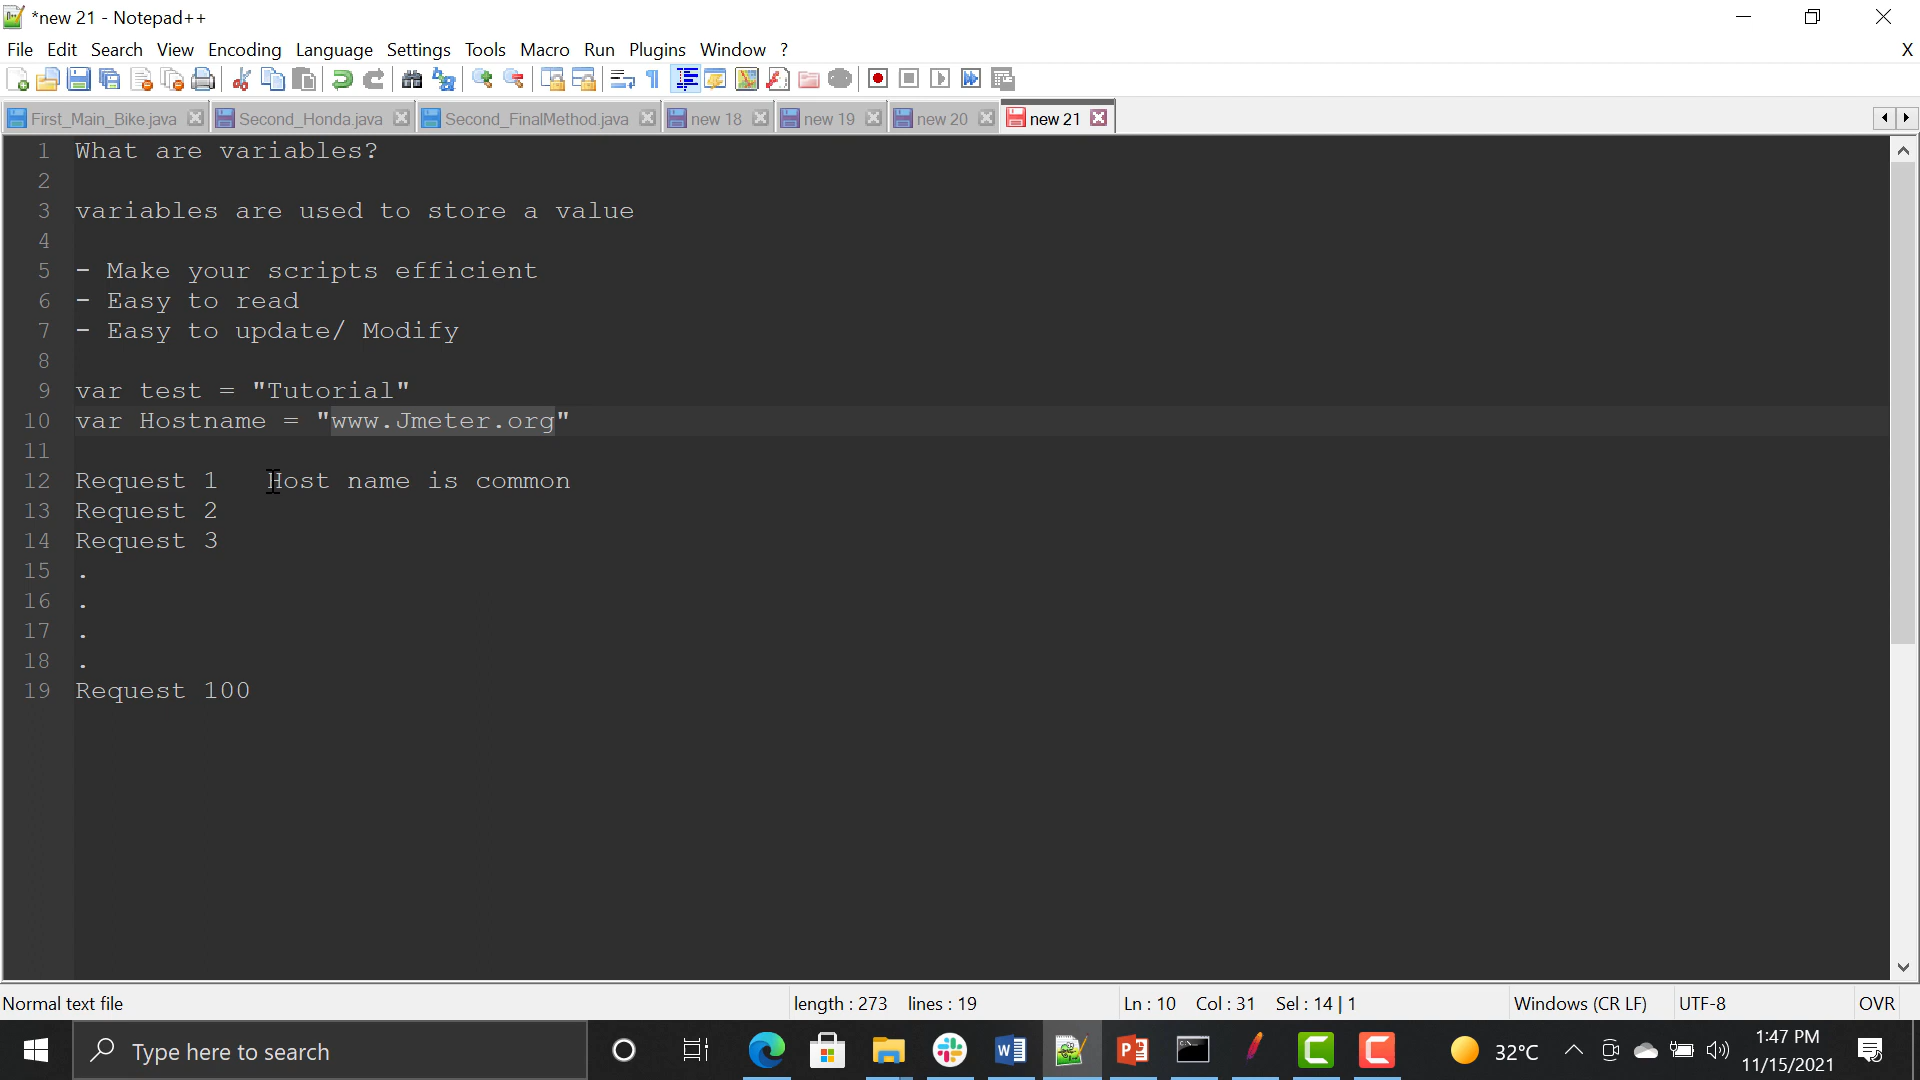 *new 21 - Notepad++
File Edit Search View Encoding Language Settings Tools Macro Run Plugins Window ? X
First_Main_Bike.java Second_Honda.java Second_FinalMethod.java new 18 new 19 new 20 new 21
1 What are variables?
2
3 variables are used to store a value
4
5 - Make your scripts efficient
6 - Easy to read
7 - Easy to update/ Modify
8
9 var test = "Tutorial"
10 var Hostname = "www.Jmeter.org"
11
12 Request 1 Host name is common
13 Request 2
14 Request 3
15 .
16 .
17 .
18 .
19 Request 100
Normal text file length : 273 lines : 19 Ln : 10 Col : 31 Sel : 14 | 1 Windows (CR LF) UTF-8 OVR
Type here to search 32°C 1:47 PM
11/15/2021